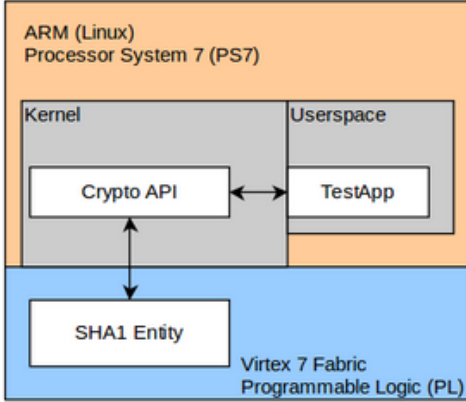 ARM (Linux)
Processor System 7 (PS7)
Kernel
Userspace
Crypto API
TestApp
SHA1 Entity
Virtex 7 Fabric
Programmable Logic (PL)